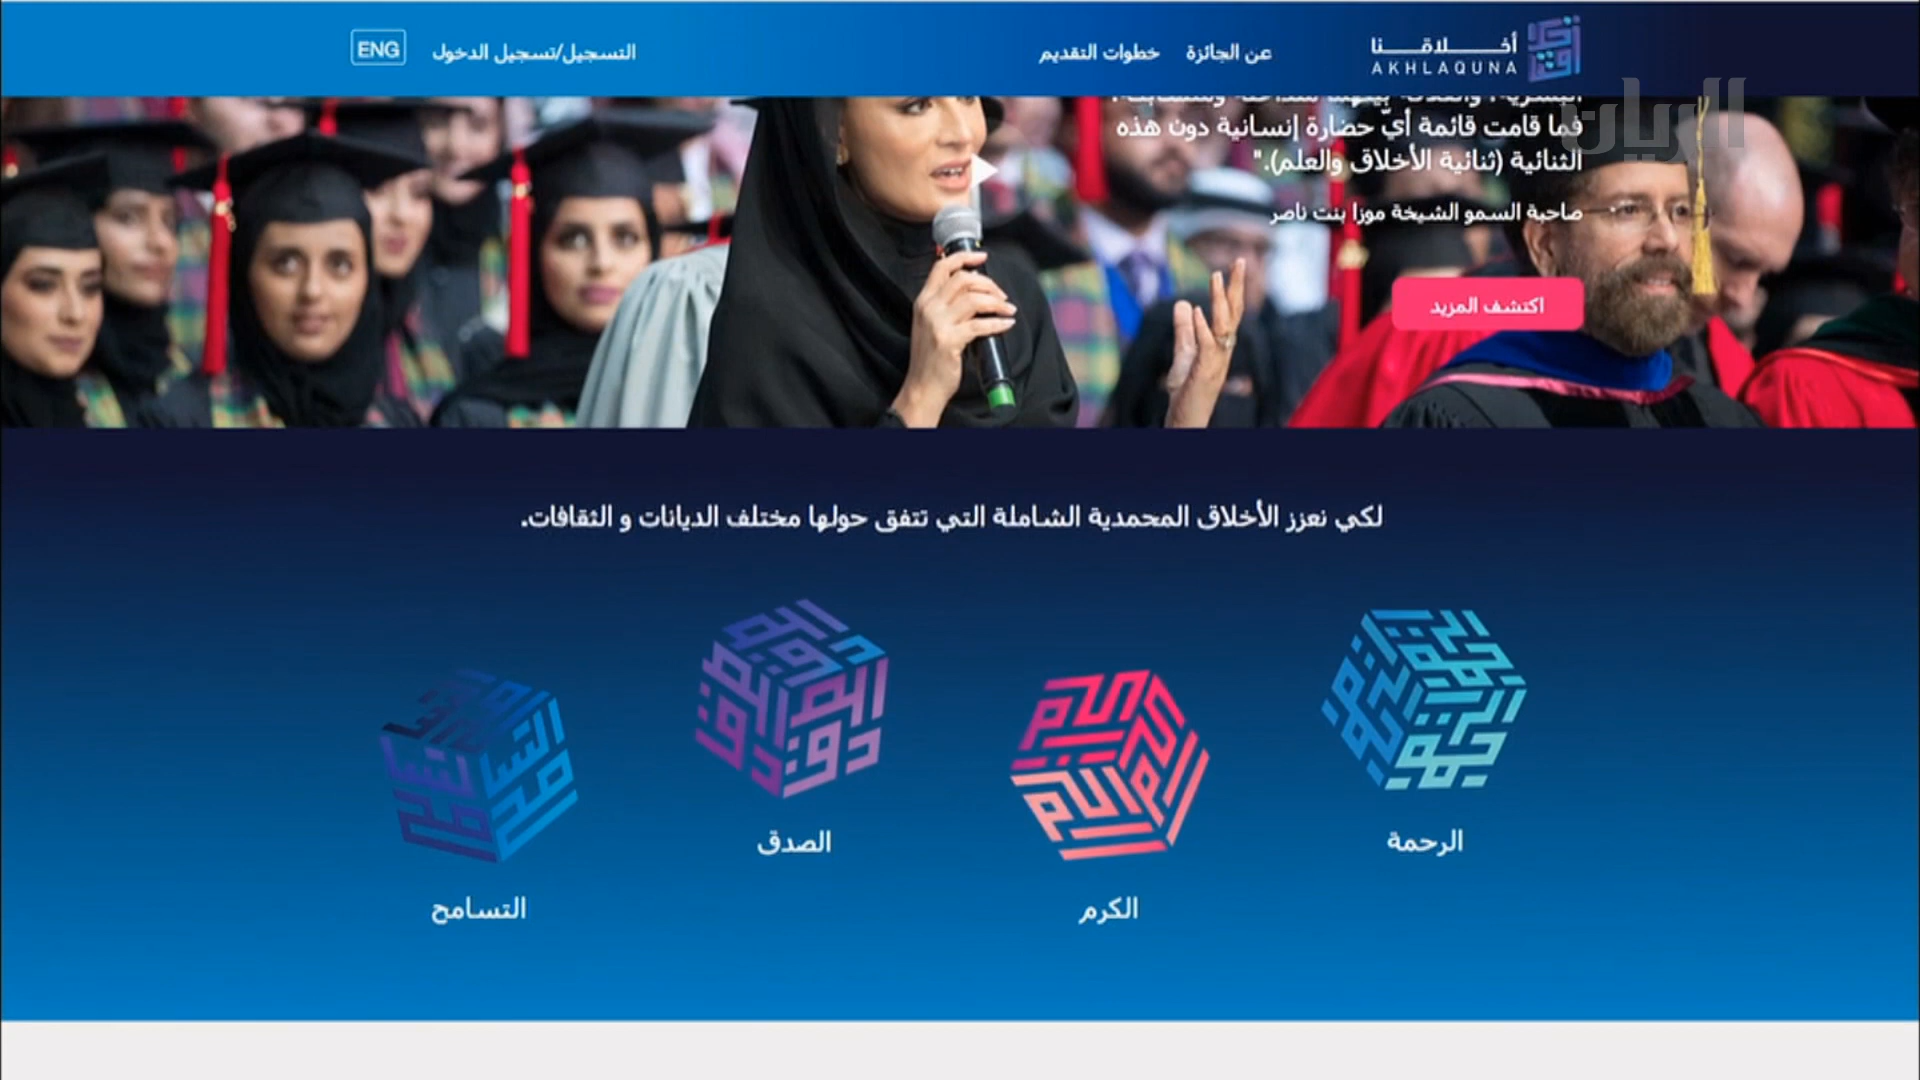 أخـــلاقـــنا
AKHLAQUNA
عن الجائزة
خطوات التقديم
التسجيل/تسجيل الدخول
ENG
الريان
فما قامت قائمة أيّ حضارة إنسانية دون هذه
الثنائية (ثنائية الأخلاق والعلم)."
صاحبة السمو الشيخة موزا بنت ناصر
اكتشف المزيد
لكي نعزز الأخلاق المحمدية الشاملة التي تتفق حولها مختلف الديانات و الثقافات.
الرحمة
الكرم
الصدق
التسامح